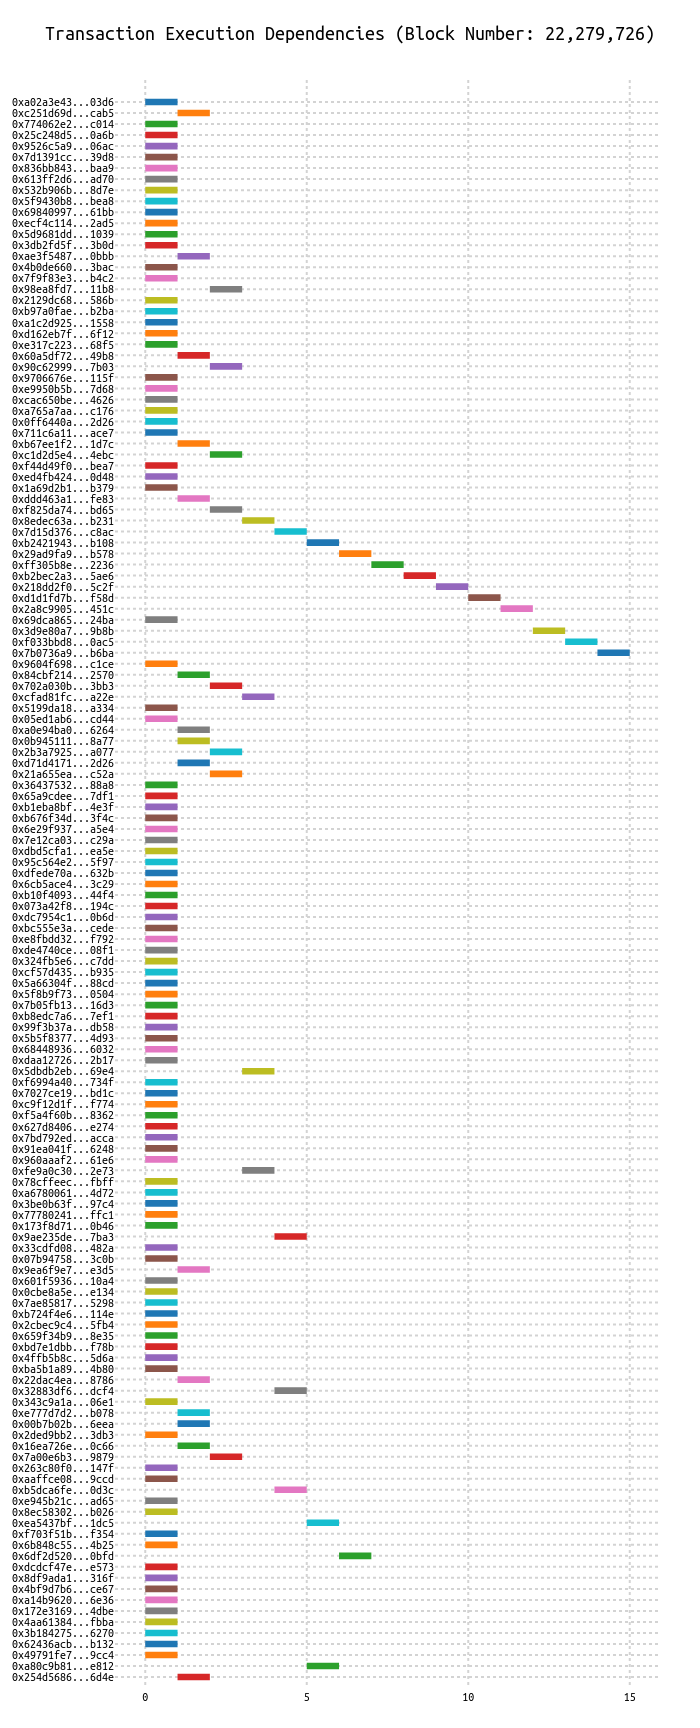 Transaction Execution Dependencies (Block Number: 22,279,726)
0xa02a3e43...03d6
0xc251d69d...cab5
0x774062e2...c014
0x25c248d5...0a6b
0x9526c5a9...06ac
0x7d1391cc...39d8
0x836bb843...baa9
0x613ff2d6...ad70
0x532b906b...8d7e
0x5f9430b8...bea8
0x69840997...61bb
0xecf4c114...2ad5
0x5d9681dd...1039
0x3db2fd5f...3b0d
0xae3f5487...0bbb
0x4b0de660...3bac
0x7f9f83e3...b4c2
0x98ea8fd7...11b8
0x2129dc68...586b
0xb97a0fae...b2ba
0xa1c2d925...1558
0xd162eb7f...6f12
0xe317c223...68f5
0x60a5df72...49b8
0x90c62999...7b03
0x9706676e...115f
0xe9950b5b...7d68
0xcac650be...4626
0xa765a7aa...c176
0x0ff6440a...2d26
0x711c6a11...ace7
0xb67ee1f2...1d7c
0xc1d2d5e4...4ebc
0xf44d49f0...bea7
0xed4fb424...0d48
0x1a69d2b1...b379
0xddd463a1...fe83
0xf825da74...bd65
0x8edec63a...b231
0x7d15d376...c8ac
0xb2421943...b108
0x29ad9fa9...b578
0xff305b8e...2236
0xb2bec2a3...5ae6
0x218dd2f0...5c2f
0xd1d1fd7b...f58d
0x2a8c9905...451c
0x69dca865...24ba
0x3d9e80a7...9b8b
0xf033bbd8...0ac5
0x7b0736a9...b6ba
0x9604f698...c1ce
0x84cbf214...2570
0x702a030b...3bb3
0xcfad81fc...a22e
0x5199da18...a334
0x05ed1ab6...cd44
0xa0e94ba0...6264
0x0b945111...8a77
0x2b3a7925...a077
0xd71d4171...2d26
0x21a655ea...c52a
0x36437532...88a8
0x65a9cdee...7df1
0xb1eba8bf...4e3f
0xb676f34d...3f4c
0x6e29f937...a5e4
0x7e12ca03...c29a
0xdbd5cfa1...ea5e
0x95c564e2...5f97
0xdfede70a...632b
0x6cb5ace4...3c29
0xb10f4093...44f4
0x073a42f8...194c
0xdc7954c1...0b6d
0xbc555e3a...cede
0xe8fbdd32...f792
0xde4740ce...08f1
0x324fb5e6...c7dd
0xcf57d435...b935
0x5a66304f...88cd
0x5f8b9f73...0504
0x7b05fb13...16d3
0xb8edc7a6...7ef1
0x99f3b37a...db58
0x5b5f8377...4d93
0x68448936...6032
0xdaa12726...2b17
0x5dbdb2eb...69e4
0xf6994a40...734f
0x7027ce19...bd1c
0xc9f12d1f...f774
0xf5a4f60b...8362
0x627d8406...e274
0x7bd792ed...acca
0x91ea041f...6248
0x960aaaf2...61e6
0xfe9a0c30...2e73
0x78cffeec...fbff
0xa6780061...4d72
0x3be0b63f...97c4
0x77780241...ffc1
0x173f8d71...0b46
0x9ae235de...7ba3
0x33cdfd08...482a
0x07b94758...3c0b
0x9ea6f9e7...e3d5
0x601f5936...10a4
0x0cbe8a5e...e134
0x7ae85817...5298
0xb724f4e6...114e
0x2cbec9c4...5fb4
0x659f34b9...8e35
0xbd7e1dbb...f78b
0x4ffb5b8c...5d6a
0xba5b1a89...4b80
0x22dac4ea...8786
0x32883df6...dcf4
0x343c9a1a...06e1
0xe777d7d2...b078
0x00b7b02b...6eea
0x2ded9bb2...3db3
0x16ea726e...0c66
0x7a00e6b3...9879
0x263c80f0...147f
0xaaffce08...9ccd
0xb5dca6fe...0d3c
0xe945b21c...ad65
0x8ec58302...b026
0xea5437bf...1dc5
0xf703f51b...f354
0x6b848c55...4b25
0x6df2d520...0bfd
0xdcdcf47e...e573
0x8df9ada1...316f
0x4bf9d7b6...ce67
0xa14b9620...6e36
0x172e3169...4dbe
0x4aa61384...fbba
0x3b184275...6270
0x62436acb...b132
0x49791fe7...9cc4
0xa80c9b81...e812
0x254d5686...6d4e
0 5 10 15